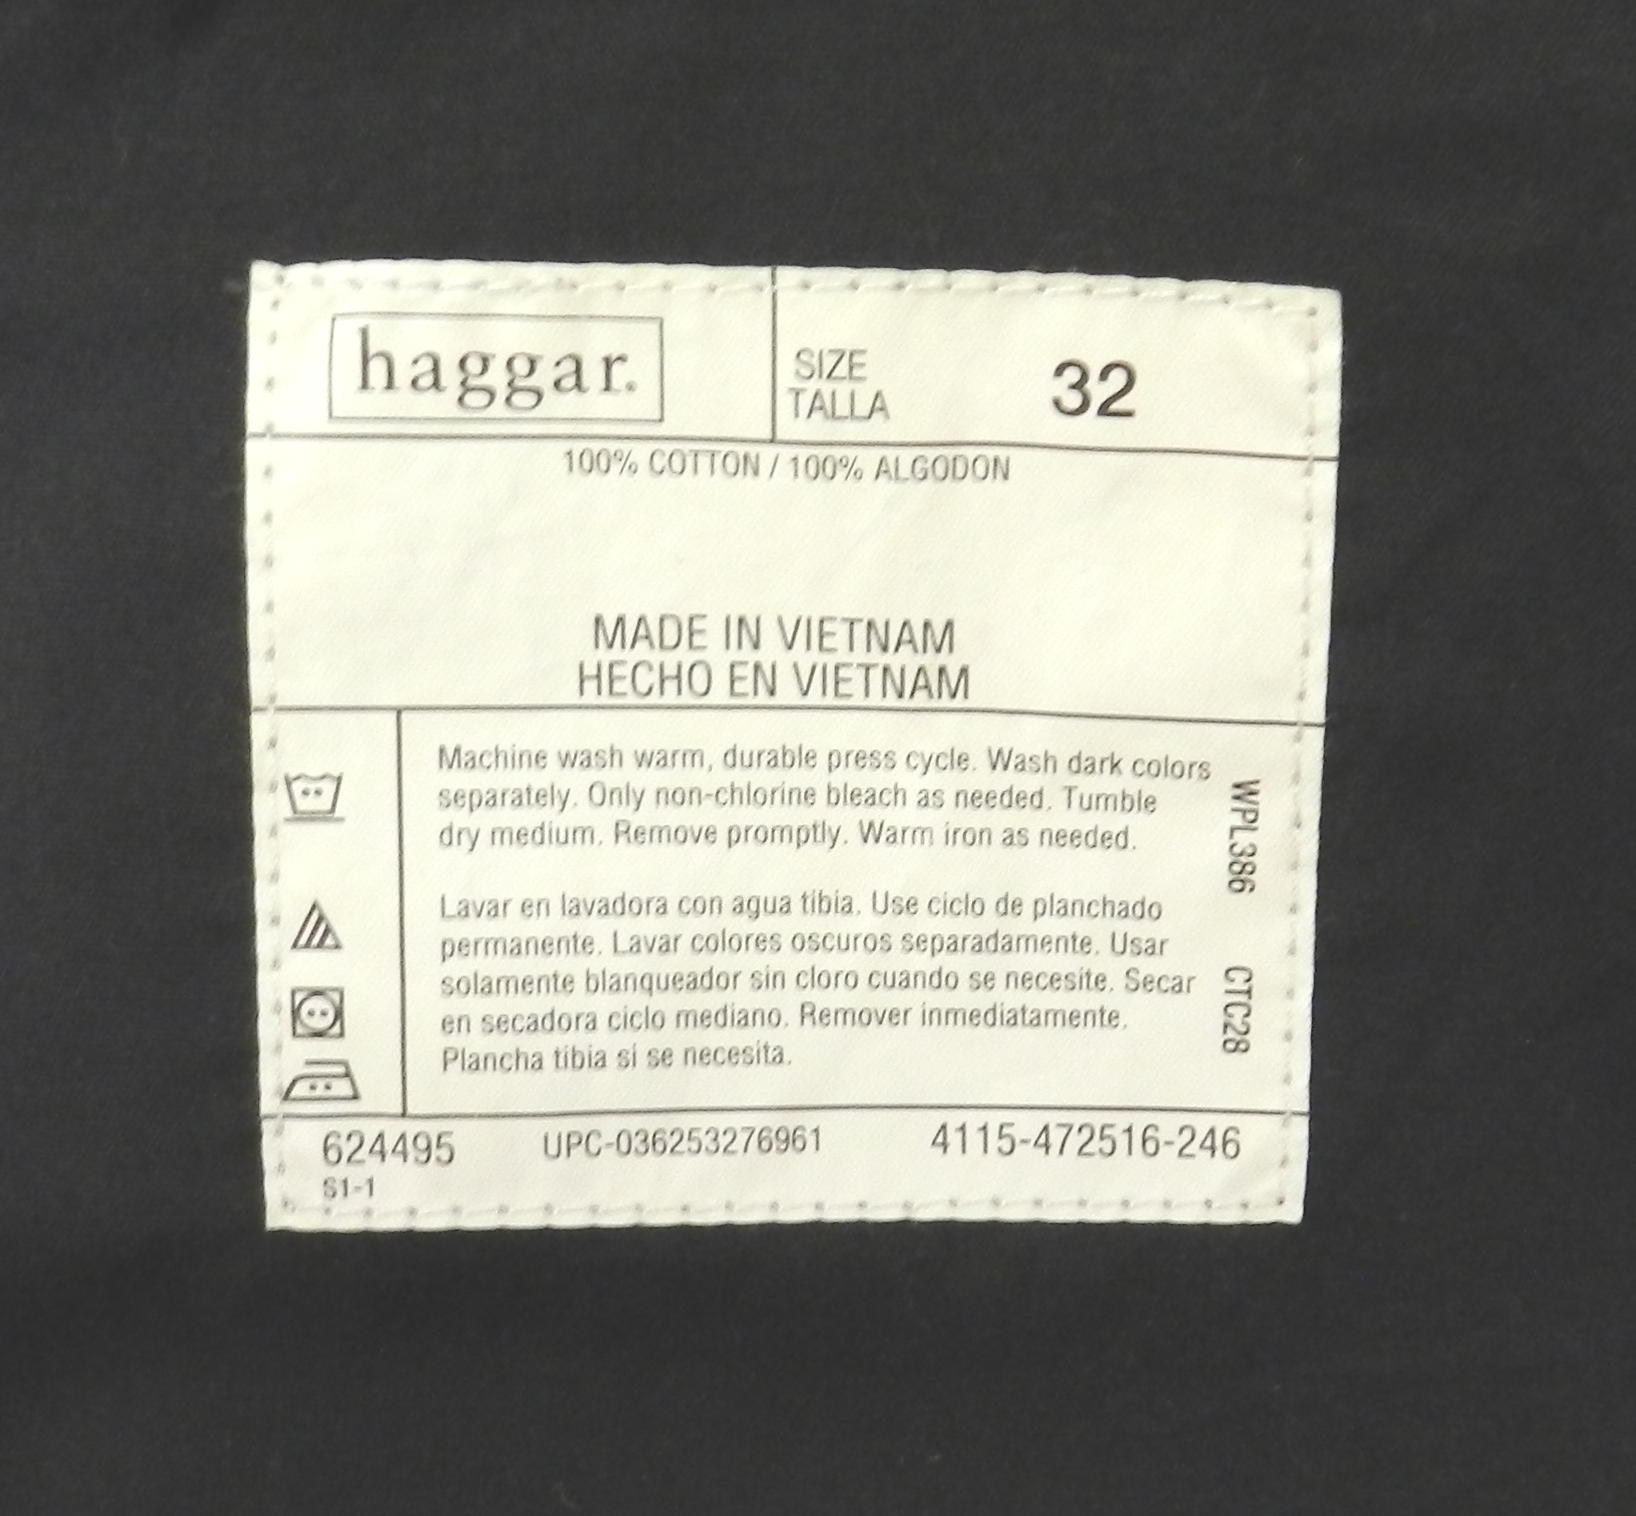 haggar.
SIZE
TALLA
32
100% COTTON / 100% ALGODON
MADE IN VIETNAM
HECHO EN VIETNAM
Machine wash warm, durable press cycle. Wash dark colors
separately. Only non-chlorine bleach as needed. Tumble
dry medium. Remove promptly. Warm iron as needed.
Lavar en lavadora con agua tibia. Use ciclo de planchado
permanente. Lavar colores oscuros separadamente. Usar
solamente blanqueador sin cloro cuando se necesite. Secar
en secadora ciclo mediano. Remover inmediatamente.
Plancha tibia si se necesita.
WPL386 CTC28
624495 UPC-036253276961 4115-472516-246
S1-1